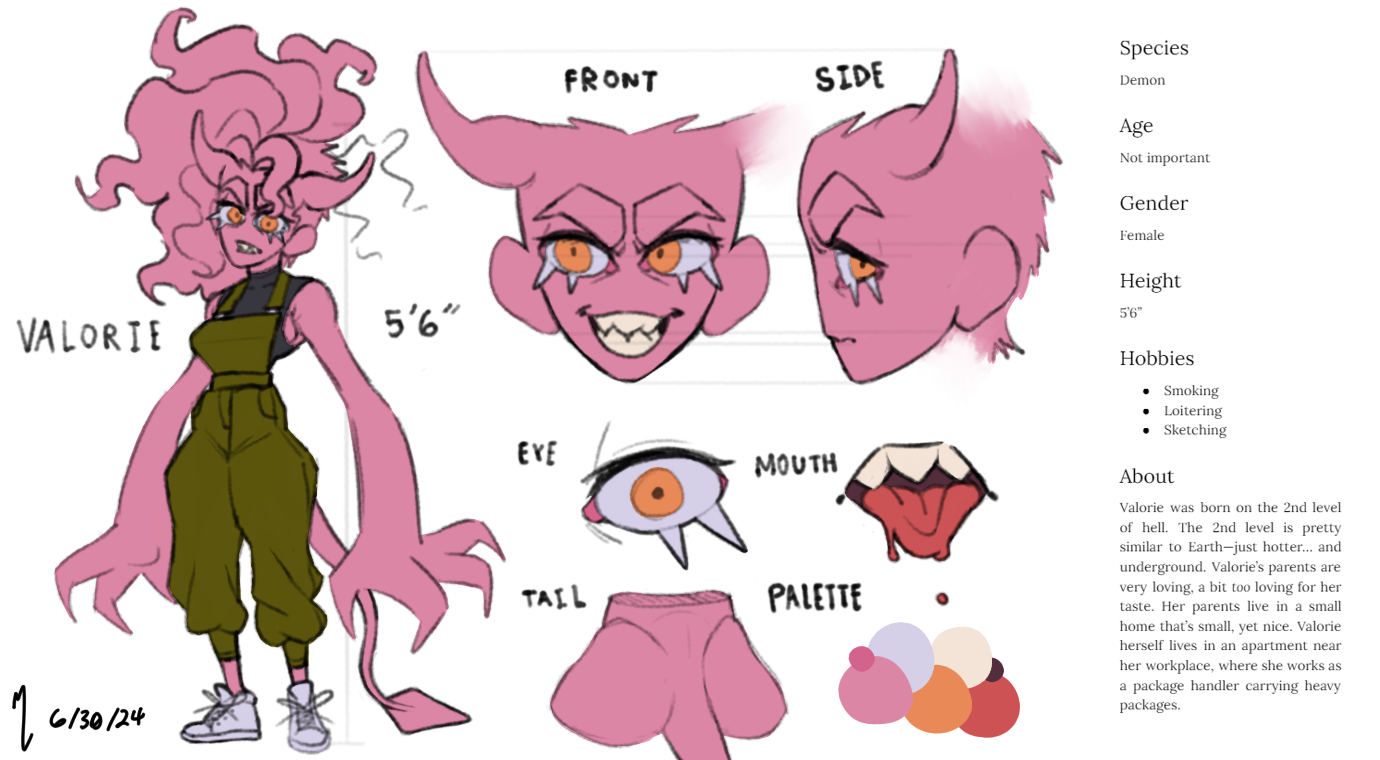 VALORIE
5'6"
6/30/24
FRONT
SIDE
EYE
MOUTH
TAIL
PALETTE
Species
Demon
Age
Not important
Gender
Female
Height
5'6”
Hobbies
● Smoking
● Loitering
● Sketching
About
Valorie was born on the 2nd level
of hell. The 2nd level is pretty
similar to Earth—just hotter... and
underground. Valorie's parents are
very loving, a bit too loving for her
taste. Her parents live in a small
home that's small, yet nice. Valorie
herself lives in an apartment near
her workplace, where she works as
a package handler carrying heavy
packages.